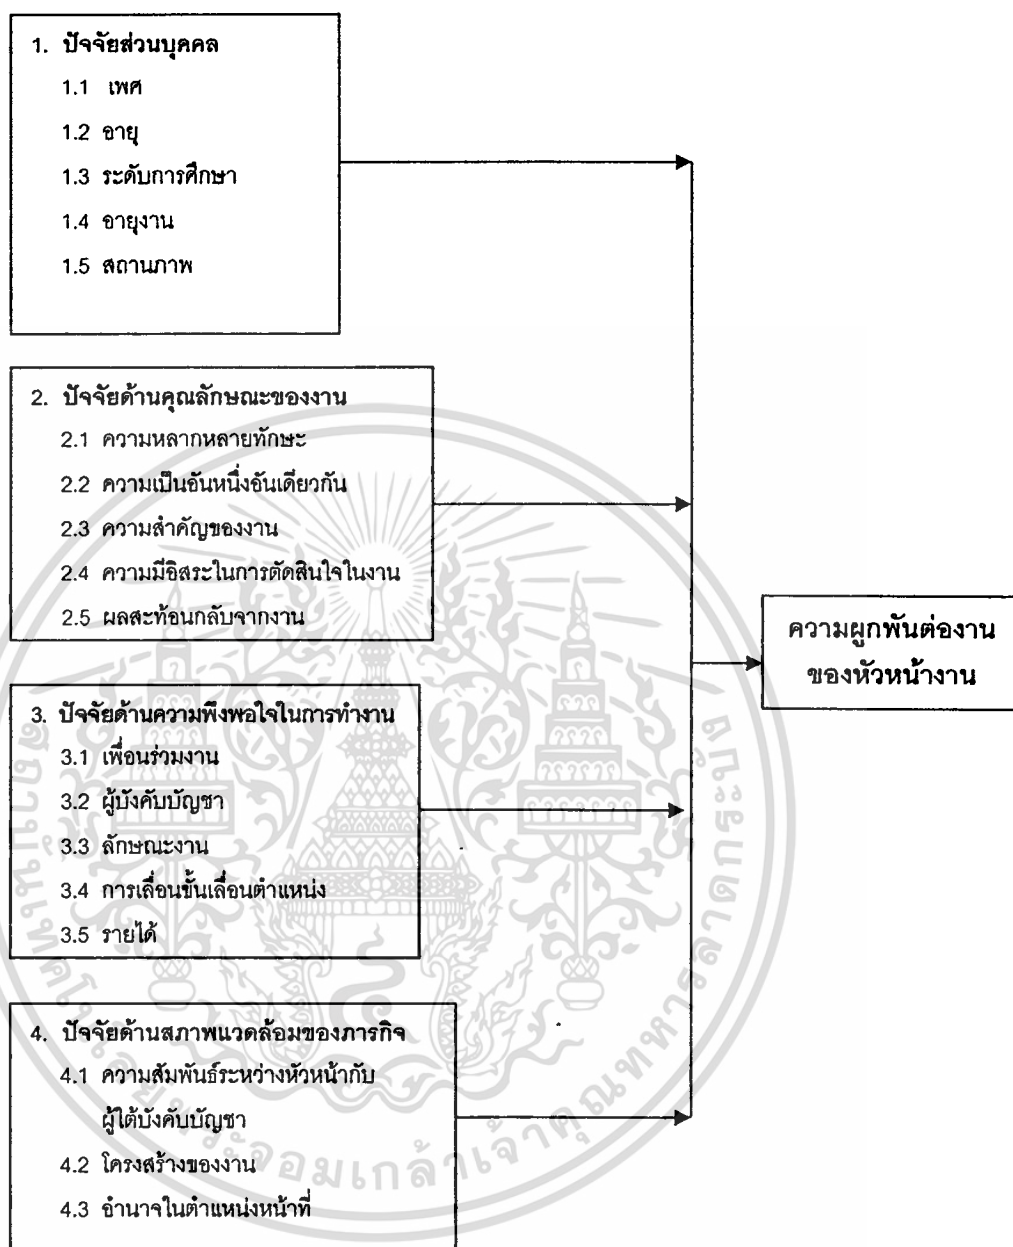 1. ปัจจัยส่วนบุคคล
1.1 เพศ
1.2 อายุ
1.3 ระดับการศึกษา
1.4 อายุงาน
1.5 สถานภาพ
2. ปัจจัยด้านคุณลักษณะของงาน
2.1 ความหลากหลายทักษะ
2.2 ความเป็นอันหนึ่งอันเดียวกัน
2.3 ความสำคัญของงาน
2.4 ความมีอิสระในการตัดสินใจในงาน
2.5 ผลสะท้อนกลับจากงาน
3. ปัจจัยด้านความพึงพอใจในการทำงาน
3.1 เพื่อนร่วมงาน
3.2 ผู้บังคับบัญชา
3.3 ลักษณะงาน
3.4 การเลื่อนขั้นเลื่อนตำแหน่ง
3.5 รายได้
4. ปัจจัยด้านสภาพแวดล้อมของภารกิจ
4.1 ความสัมพันธ์ระหว่างหัวหน้ากับ
ผู้ใต้บังคับบัญชา
4.2 โครงสร้างของงาน
4.3 อำนาจในตำแหน่งหน้าที่
ความผูกพันต่องาน
ของหัวหน้างาน